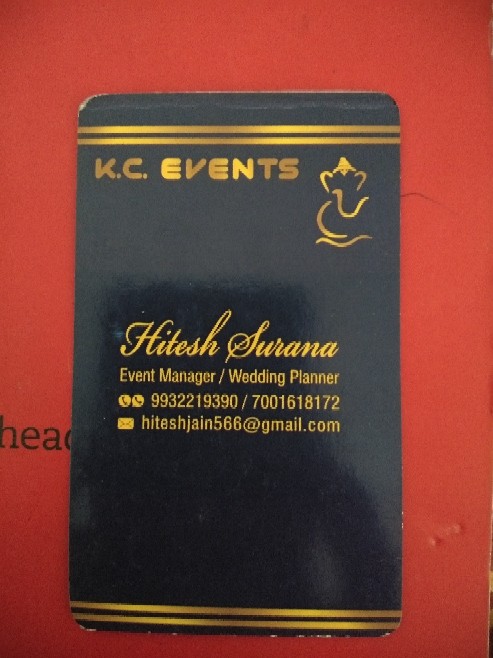 K.C. EVENTS
Hitesh Surana
Event Manager / Wedding Planner
9932219390 / 7001618172
hiteshjain566@gmail.com
head